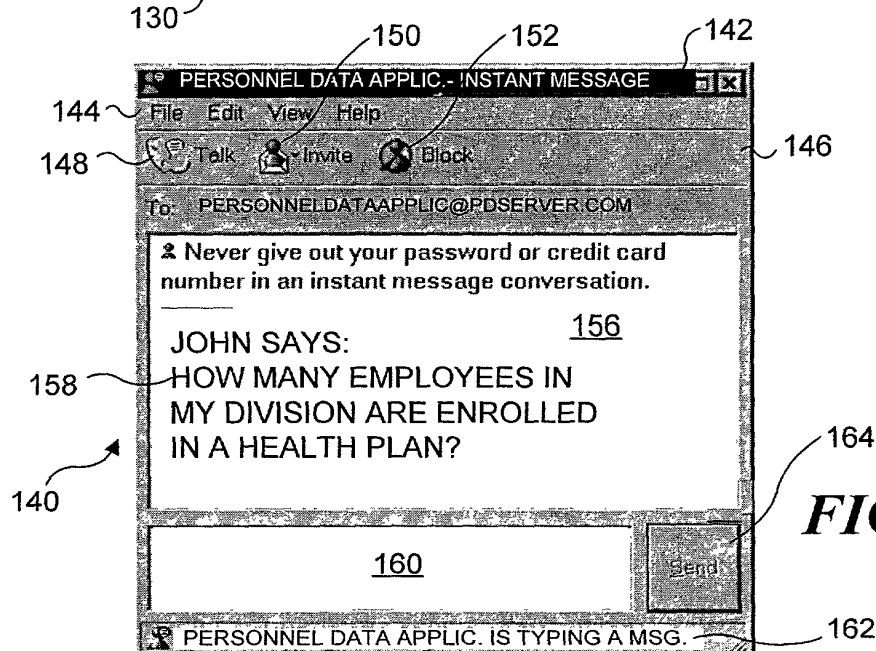 130
150
152
142
PERSONNEL DATA APPLIC.- INSTANT MESSAGE
144
File Edit View Help
148
Talk Invite Block
146
To: PERSONNELDATAAPPLIC@PDSERVER.COM
Never give out your password or credit card
number in an instant message conversation.
156
JOHN SAYS:
158
HOW MANY EMPLOYEES IN
MY DIVISION ARE ENROLLED
IN A HEALTH PLAN?
164
140
FIG
160
Send
PERSONNEL DATA APPLIC. IS TYPING A MSG.
162